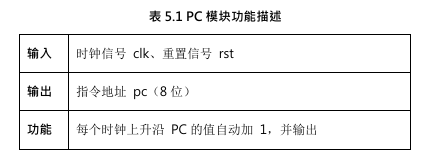 表 5.1 PC 模块功能描述
输入 时钟信号 clk、重置信号 rst
输出 指令地址 pc（8 位）
功能 每个时钟上升沿 PC 的值自动加 1，并输出